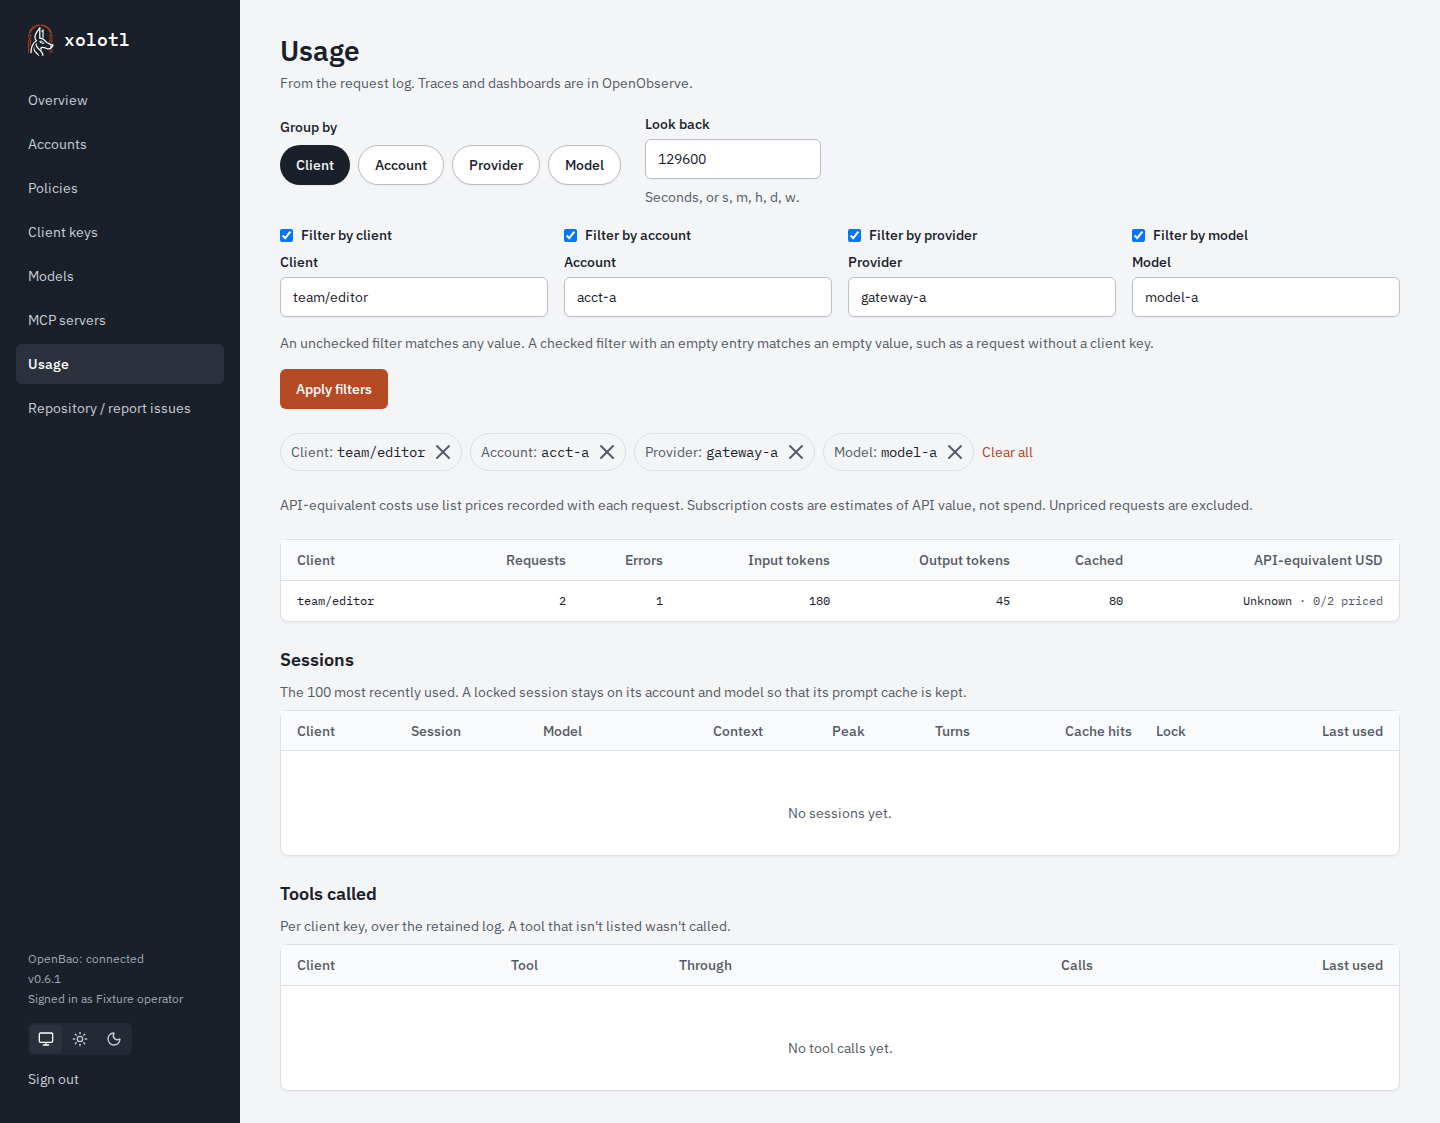 xolotl
Overview
Accounts
Policies
Client keys
Models
MCP servers
Usage
Repository / report issues
OpenBao: connected
v0.6.1
Signed in as Fixture operator
Sign out
Usage
From the request log. Traces and dashboards are in OpenObserve.
Group by
Client Account Provider Model
Look back
129600
Seconds, or s, m, h, d, w.
Filter by client Filter by account Filter by provider Filter by model
Client Account Provider Model
team/editor acct-a gateway-a model-a
An unchecked filter matches any value. A checked filter with an empty entry matches an empty value, such as a request without a client key.
Apply filters
Client: team/editor Account: acct-a Provider: gateway-a Model: model-a Clear all
API-equivalent costs use list prices recorded with each request. Subscription costs are estimates of API value, not spend. Unpriced requests are excluded.
Client Requests Errors Input tokens Output tokens Cached API-equivalent USD
team/editor 2 1 180 45 80 Unknown · 0/2 priced
Sessions
The 100 most recently used. A locked session stays on its account and model so that its prompt cache is kept.
Client Session Model Context Peak Turns Cache hits Lock Last used
No sessions yet.
Tools called
Per client key, over the retained log. A tool that isn't listed wasn't called.
Client Tool Through Calls Last used
No tool calls yet.